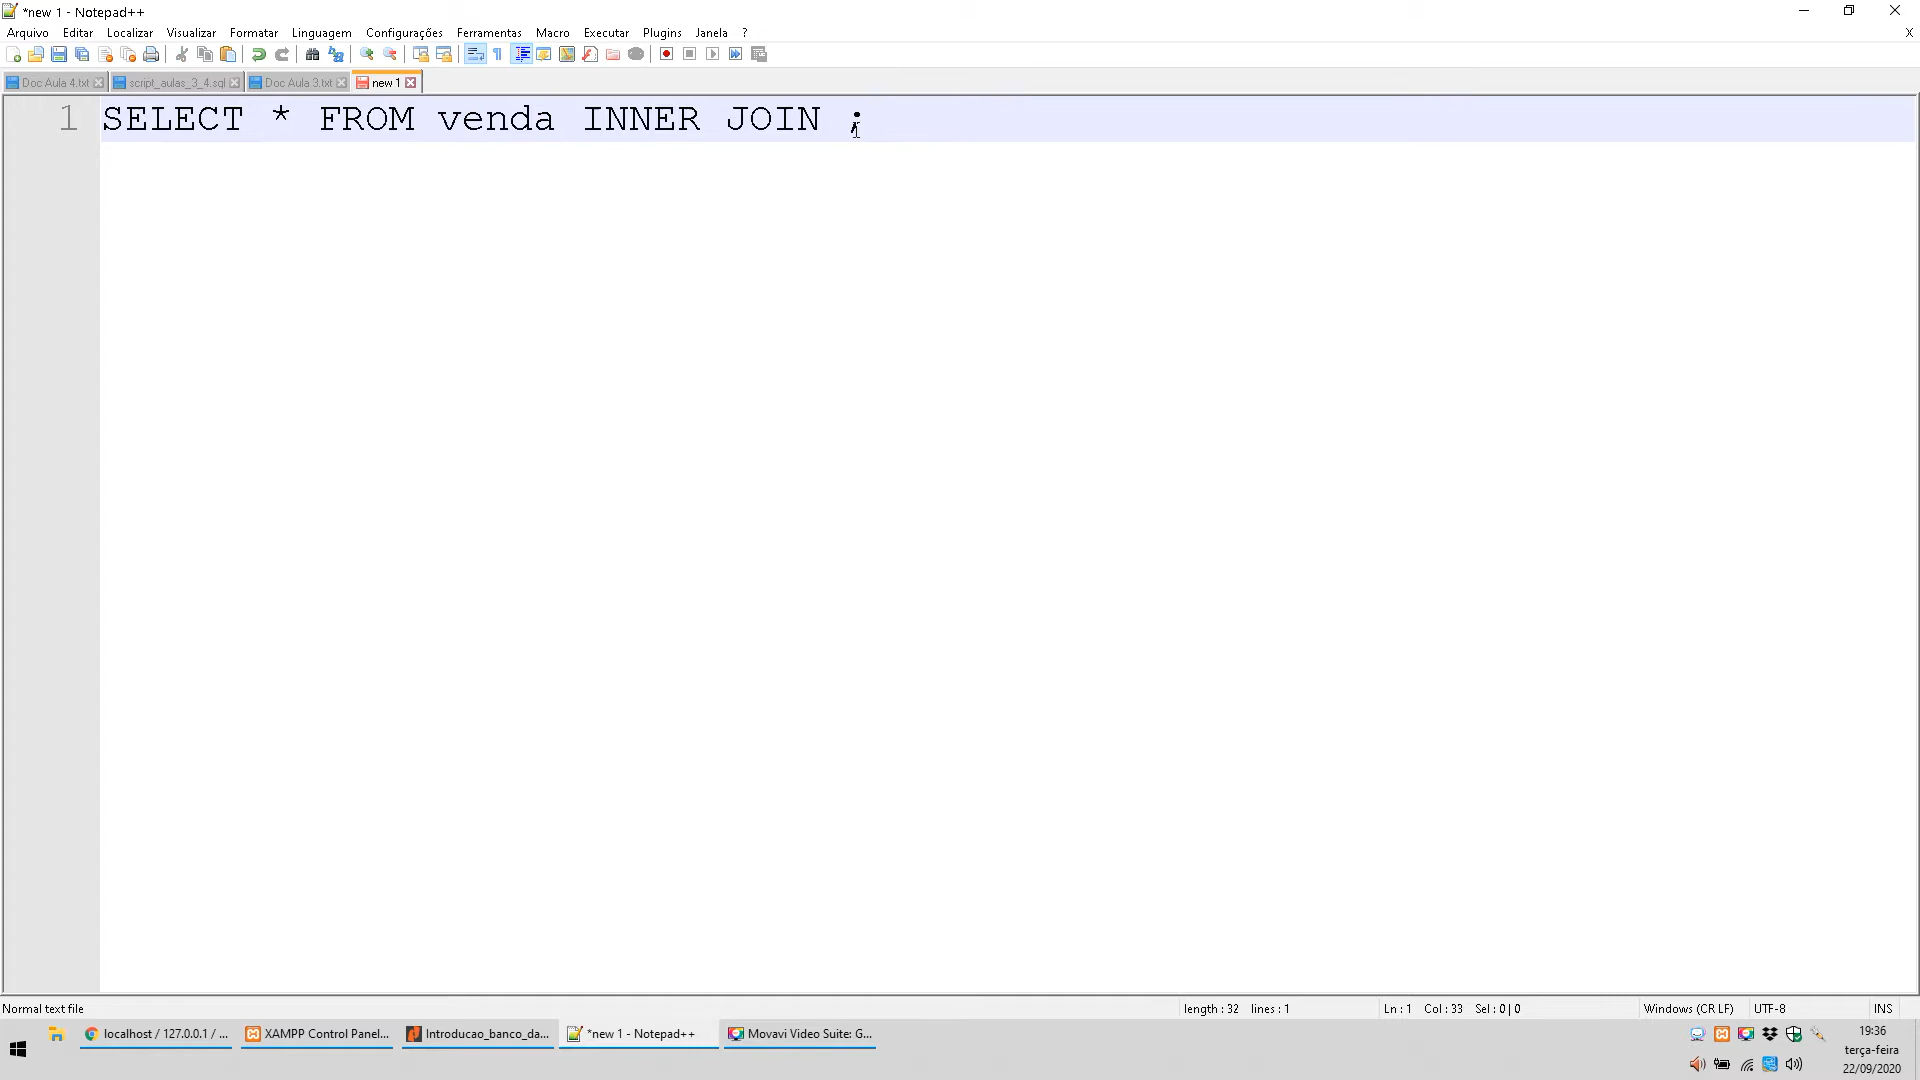 *new 1 - Notepad++
Arquivo Editar Localizar Visualizar Formatar Linguagem Configurações Ferramentas Macro Executar Plugins Janela ? X
Doc Aula 4.txt script_aulas_3_4.sql Doc Aula 3.txt new 1
1 SELECT * FROM venda INNER JOIN ;
Normal text file length : 32 lines : 1 Ln : 1 Col : 33 Sel : 0 | 0 Windows (CR LF) UTF-8 INS
localhost / 127.0.0.1 / ... XAMPP Control Panel... Introducao_banco_da... *new 1 - Notepad++ Movavi Video Suite: G... 19:36
terça-feira
22/09/2020